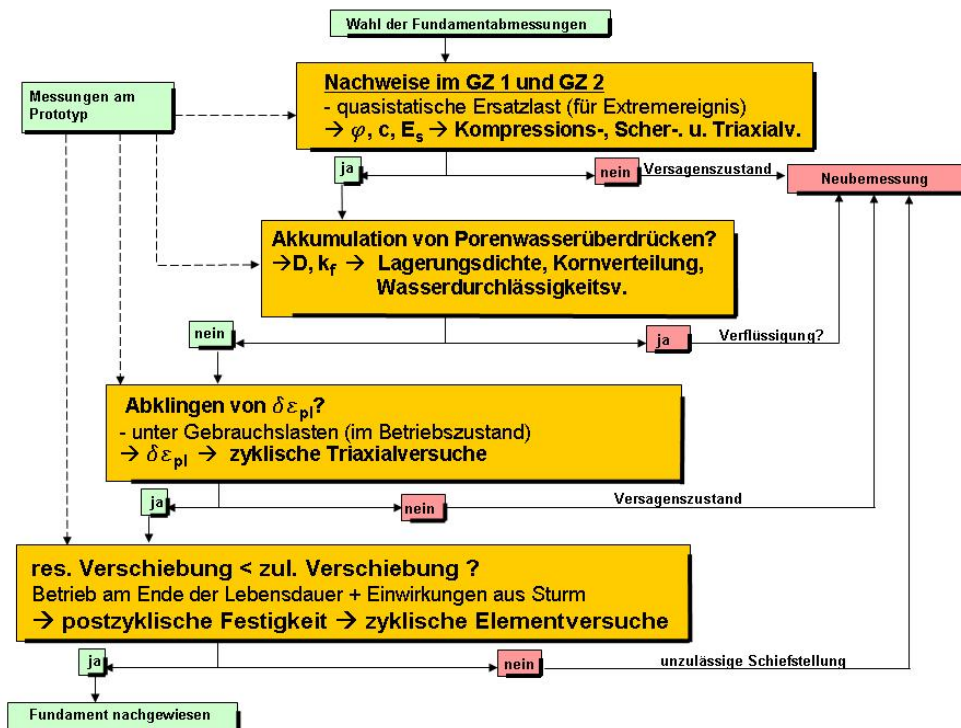 Wahl der Fundamentabmessungen
Nachweise im GZ 1 und GZ 2
- quasistatische Ersatzlast (für Extremereignis)
→ φ, c, Eₛ → Kompressions-, Scher-. u. Triaxialv.
Messungen am
Prototyp
ja
nein
Versagenszustand
Neubemessung
Akkumulation von Porenwasserüberdrücken?
→D, k_f → Lagerungsdichte, Kornverteilung,
Wasserdurchlässigkeitsv.
nein
ja
Verflüssigung?
Abklingen von δε_pl?
- unter Gebrauchslasten (im Betriebszustand)
→ δε_pl → zyklische Triaxialversuche
ja
nein
Versagenszustand
res. Verschiebung < zul. Verschiebung ?
Betrieb am Ende der Lebensdauer + Einwirkungen aus Sturm
→ postzyklische Festigkeit → zyklische Elementversuche
ja
nein
unzulässige Schiefstellung
Fundament nachgewiesen